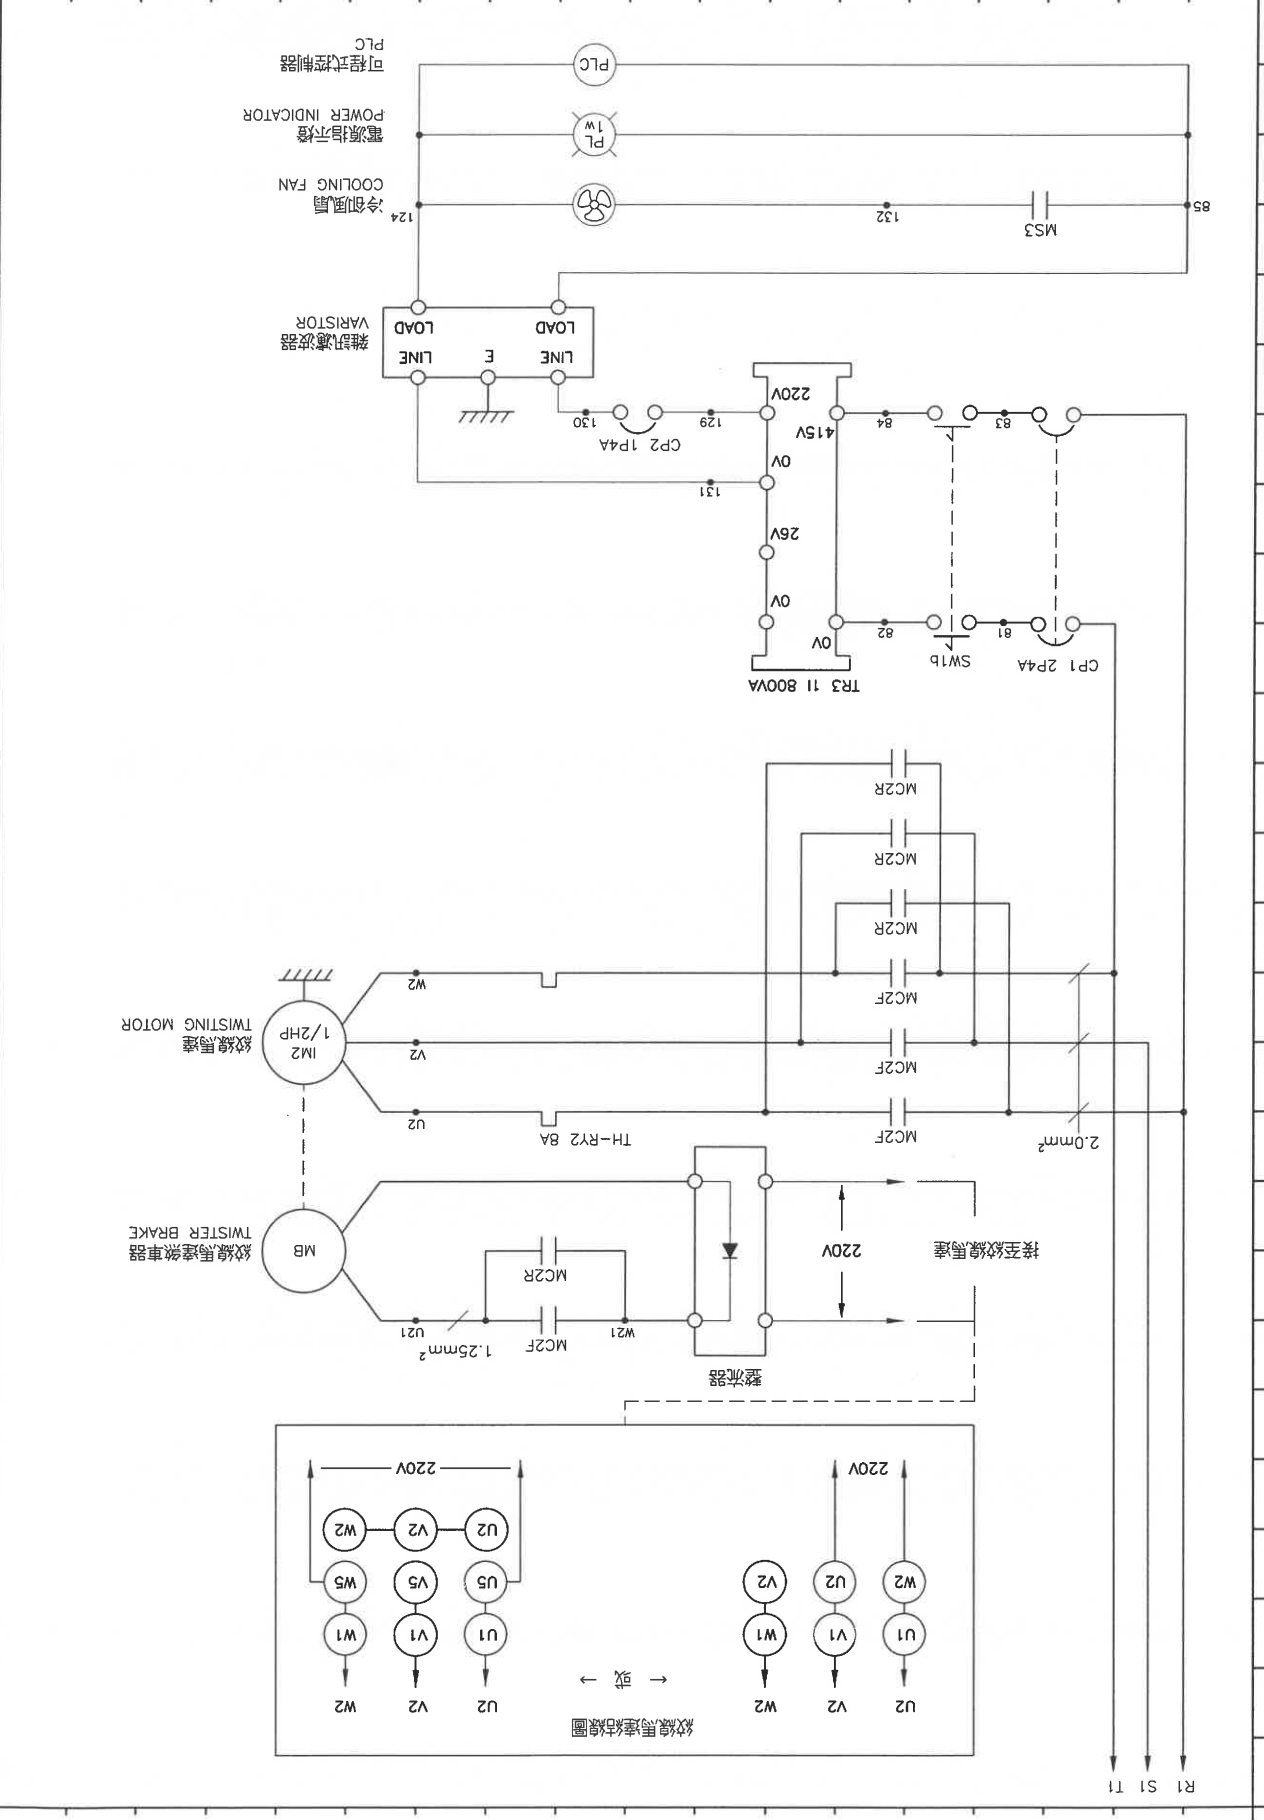 R1 S1 T1
絞線馬達結線圖
U2 V2 W2
← 或 →
U2 V2 W2
U1 V1 W1
U1 V1 W1
W2 U2 V2
U5 V5 W5
U2 V2 W2
220V
220V
整流器
1.25mm²
MC2F
W21
U21
MC2R
接至絞線馬達
220V
MB
絞線馬達煞車器
TWISTER BRAKE
2.0mm²
MC2F
TH-RY2 8A
U2
MC2F
V2
IM2
1/2HP
絞線馬達
TWISTING MOTOR
MC2F
W2
MC2R
MC2R
MC2R
TR3 1I 800VA
CP1 2P4A
SW1b
81
82
0V
0V
26V
131
0V
CP2 1P4A
415V
83
84
129
130
220V
LINE
E
LINE
LOAD
LOAD
雜訊濾波器
VARISTOR
MS3
85
132
124
冷卻風扇
COOLING FAN
PL
1w
電源指示燈
POWER INDICATOR
PLC
可程式控制器
PLC